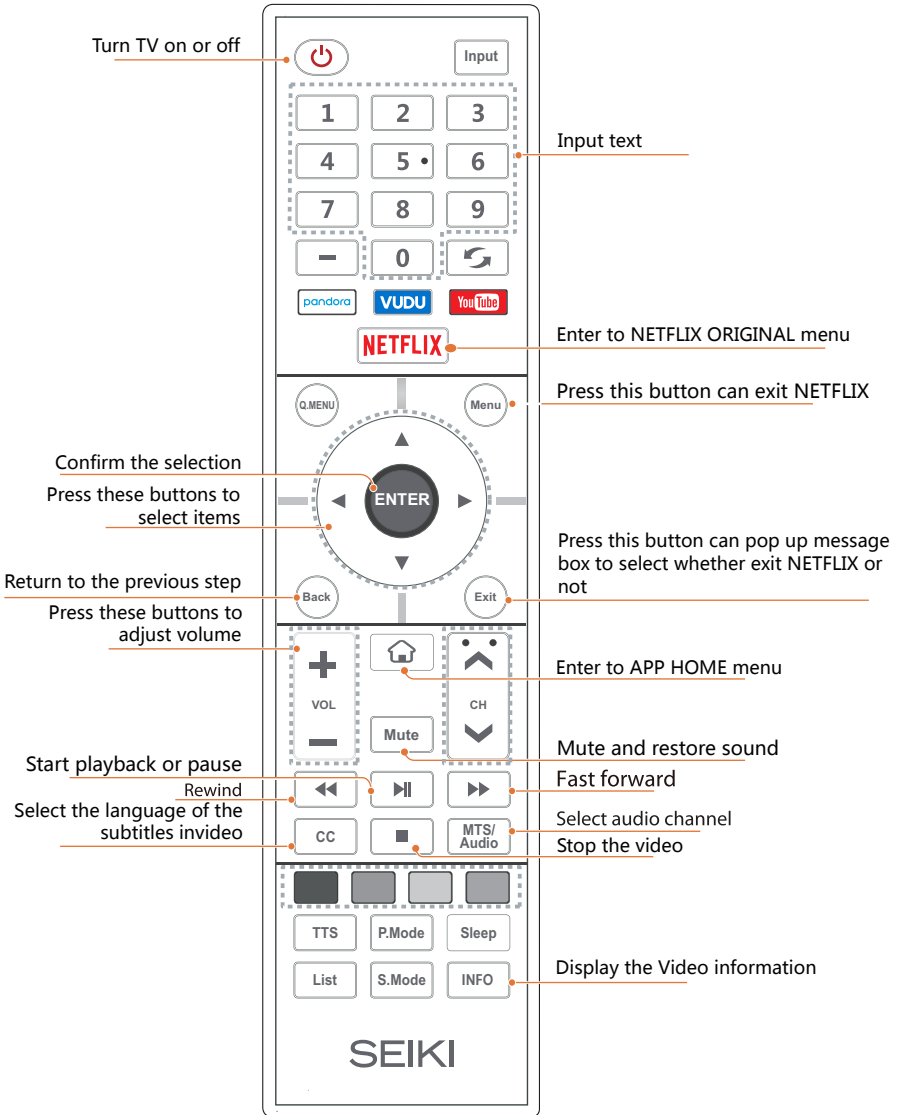 Turn TV on or off
Input
1 2 3
Input text
4 5 6
7 8 9
0
pandora VUDU YouTube
NETFLIX
Enter to NETFLIX ORIGINAL menu
Q.MENU
Menu
Press this button can exit NETFLIX
Confirm the selection
ENTER
Press these buttons to
select items
Press this button can pop up message
box to select whether exit NETFLIX or
not
Return to the previous step
Back
Exit
Press these buttons to
adjust volume
Enter to APP HOME menu
VOL
CH
Mute
Mute and restore sound
Start playback or pause
Fast forward
Rewind
Select the language of the
subtitles invideo
CC
MTS/
Audio
Select audio channel
Stop the video
TTS P.Mode Sleep
List S.Mode INFO
Display the Video information
SEIKI